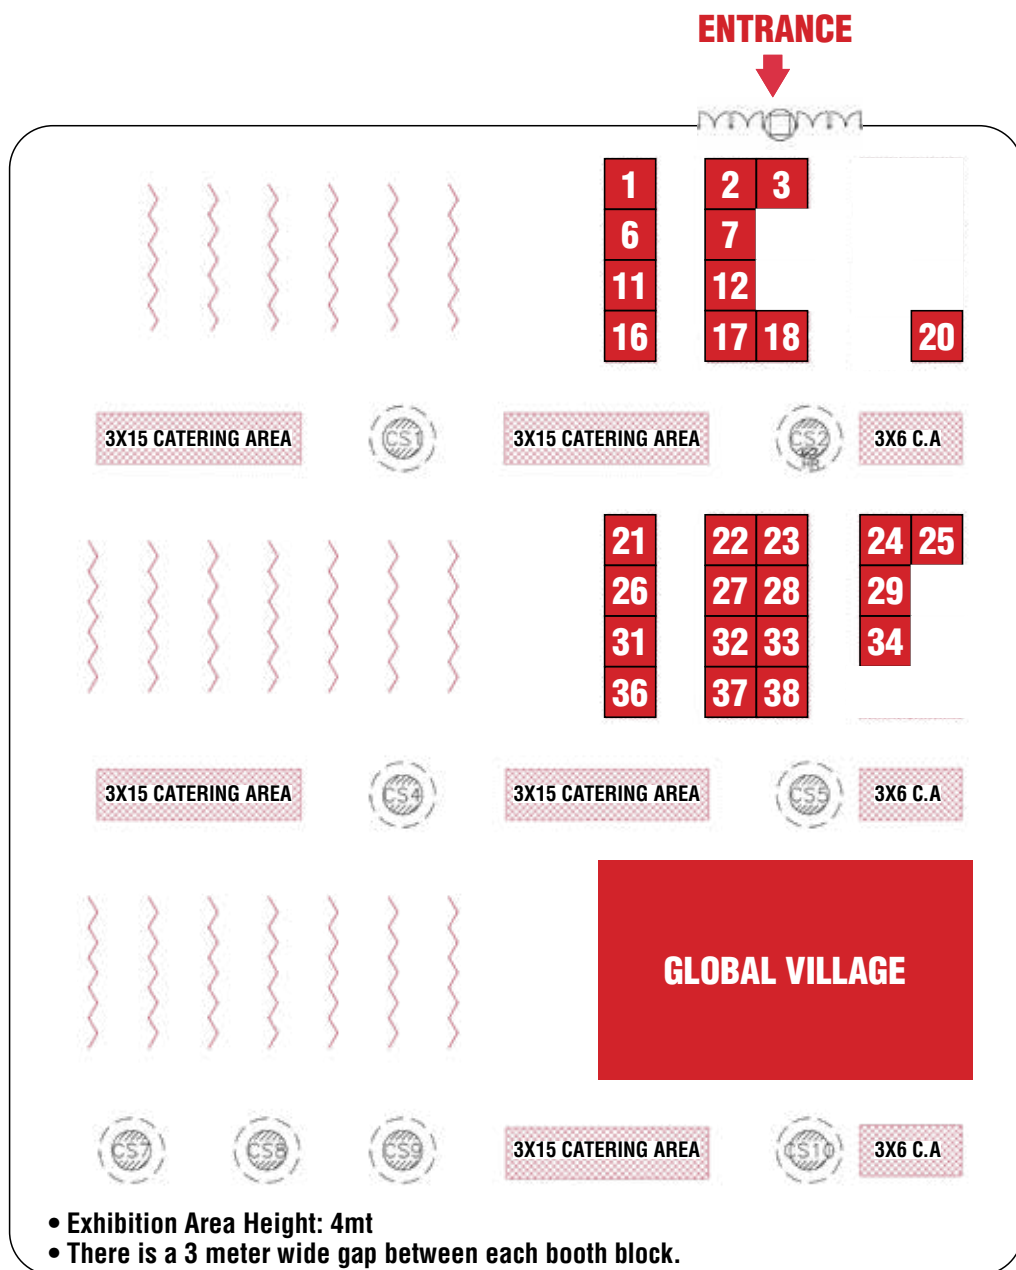 ENTRANCE
1 2 3
6 7
11 12
16 17 18 20
3X15 CATERING AREA CS1 3X15 CATERING AREA CS2 3X6 C.A
21 22 23 24 25
26 27 28 29
31 32 33 34
36 37 38
3X15 CATERING AREA CS4 3X15 CATERING AREA CS5 3X6 C.A
GLOBAL VILLAGE
CS7 CS8 CS9 3X15 CATERING AREA CS10 3X6 C.A
• Exhibition Area Height: 4mt
• There is a 3 meter wide gap between each booth block.